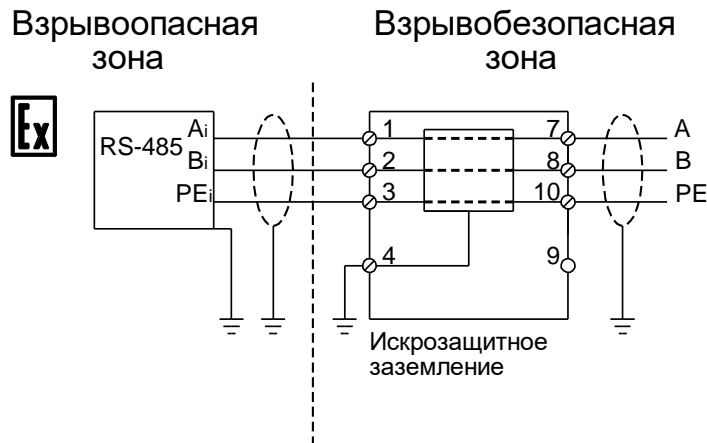 Взрывоопасная
зона
Взрывобезопасная
зона
Ex
RS-485
Ai
Bi
PEi
1
2
3
4
7
8
10
9
A
B
PE
Искрозащитное
заземление